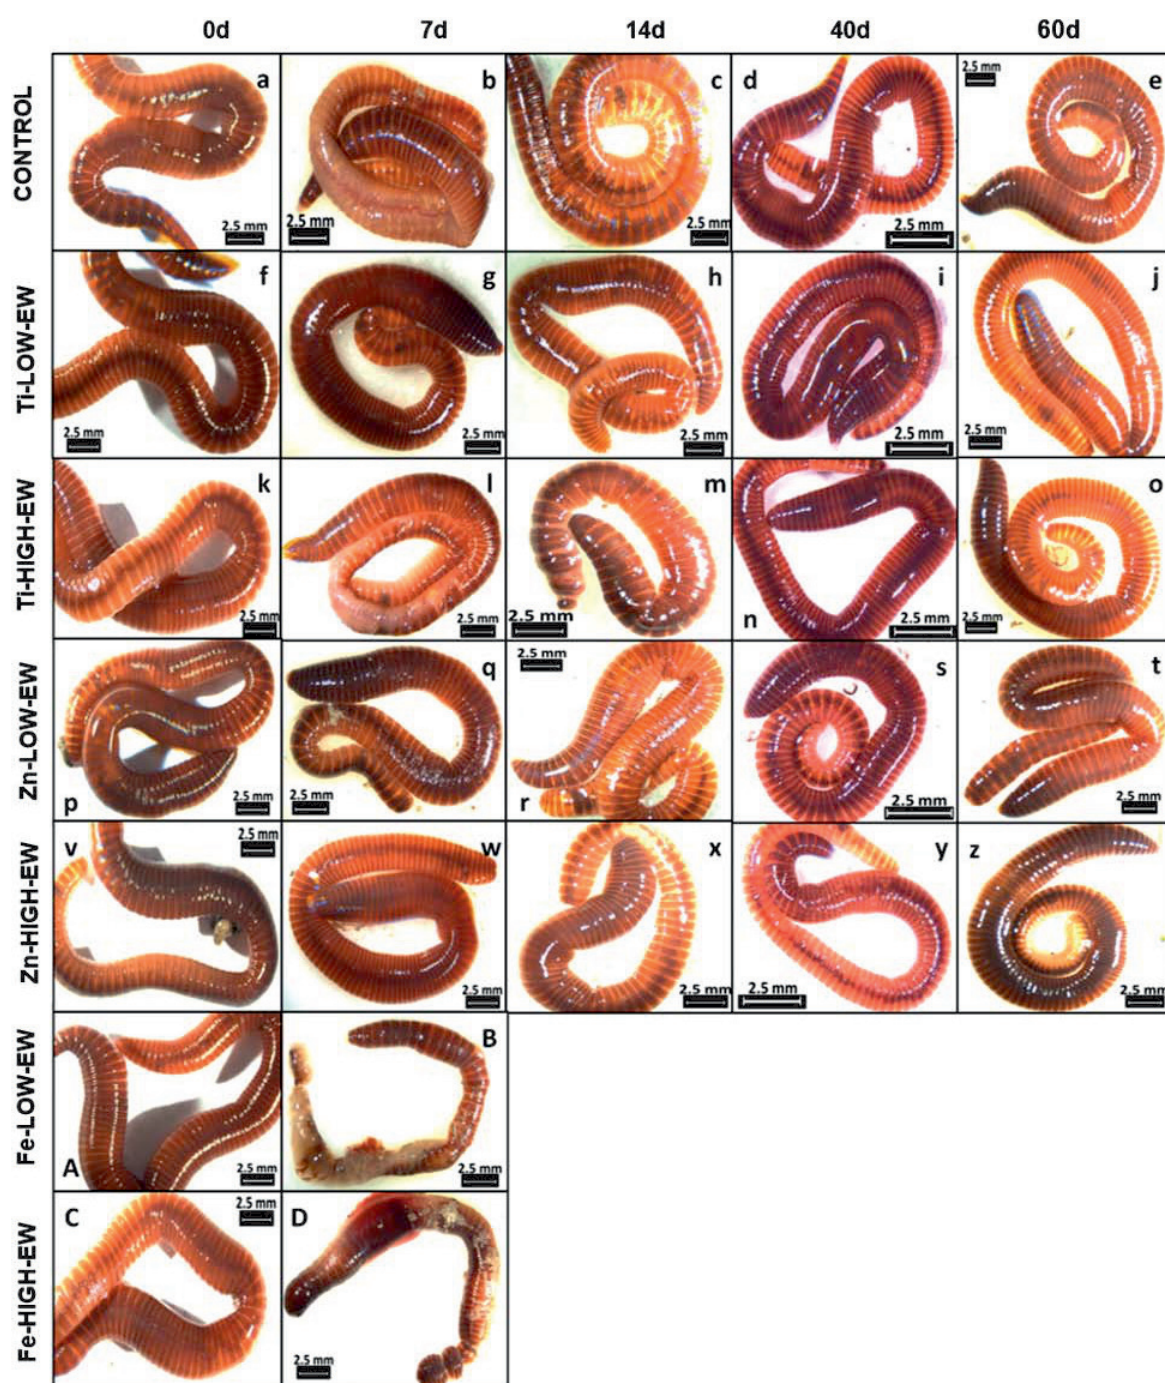 0d 7d 14d 40d 60d
CONTROL
a 2.5 mm
b 2.5 mm
c 2.5 mm
d 2.5 mm
2.5 mm e
Ti-LOW-EW
f 2.5 mm
g 2.5 mm
h 2.5 mm
i 2.5 mm
j 2.5 mm
Ti-HIGH-EW
k 2.5 mm
l 2.5 mm
m 2.5 mm
n 2.5 mm
o 2.5 mm
Zn-LOW-EW
p 2.5 mm
q 2.5 mm
2.5 mm r
s 2.5 mm
t 2.5 mm
Zn-HIGH-EW
v 2.5 mm
w 2.5 mm
x 2.5 mm
y 2.5 mm
z 2.5 mm
Fe-LOW-EW
A 2.5 mm
B 2.5 mm
Fe-HIGH-EW
C 2.5 mm
D 2.5 mm